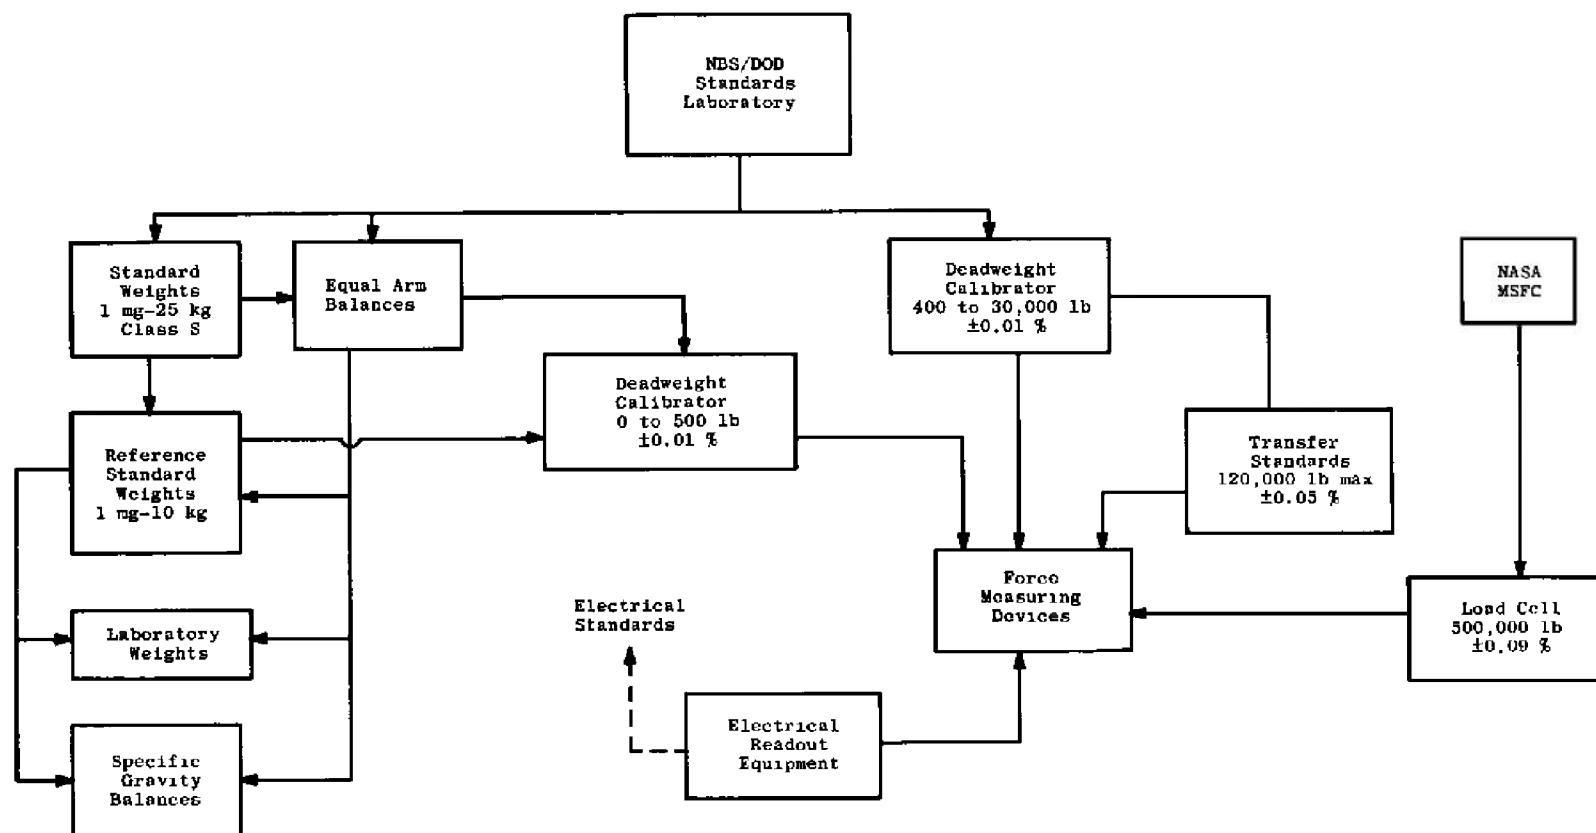 NBS/DOD
Standards
Laboratory
Standard
Weights
1 mg-25 kg
Class S
Equal Arm
Balances
Deadweight
Calibrator
400 to 30,000 lb
±0.01 %
NASA
MSFC
Deadweight
Calibrator
0 to 500 lb
±0.01 %
Reference
Standard
Weights
1 mg-10 kg
Transfer
Standards
120,000 lb max
±0.05 %
Force
Measuring
Devices
Load Cell
500,000 lb
±0.09 %
Electrical
Standards
Laboratory
Weights
Electrical
Readout
Equipment
Specific
Gravity
Balances